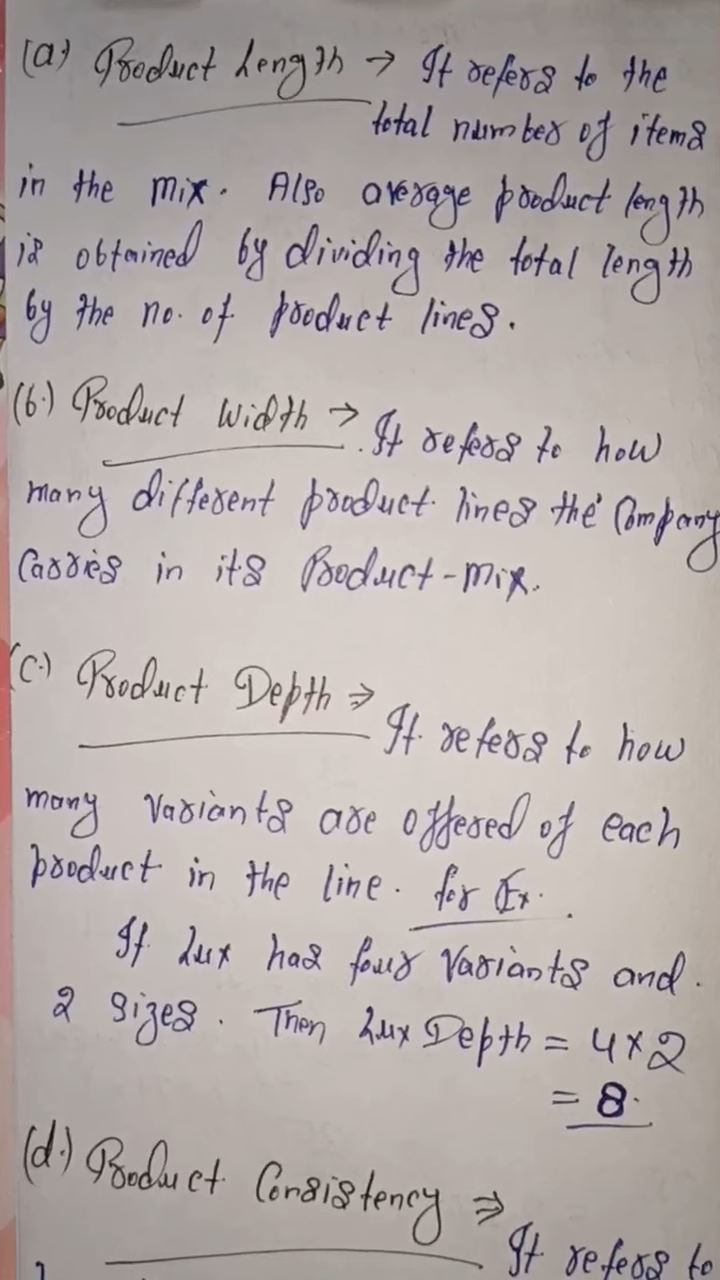 (a) Product Length → It refers to the
total number of items
in the mix. Also average product length
is obtained by dividing the total length
by the no. of product lines.
(b.) Product Width → It refers to how
many different product lines the Company
Carries in its Product-Mix.
(c.) Product Depth ⇒
It refers to how
many variants are offered of each
product in the line. for Ex.
If Lux has four Variants and
2 sizes. Then Lux Depth = 4 × 2
= 8.
(d.) Product Consistency ⇒
It refers to